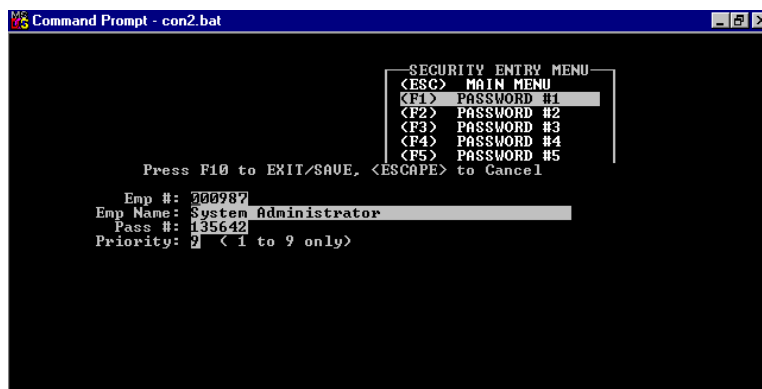 Command Prompt - con2.bat
SECURITY ENTRY MENU
<ESC> MAIN MENU
<F1> PASSWORD #1
<F2> PASSWORD #2
<F3> PASSWORD #3
<F4> PASSWORD #4
<F5> PASSWORD #5
Press F10 to EXIT/SAVE, <ESCAPE> to Cancel
Emp #: 000987
Emp Name: System Administrator
Pass #: 135642
Priority: 9 ( 1 to 9 only)